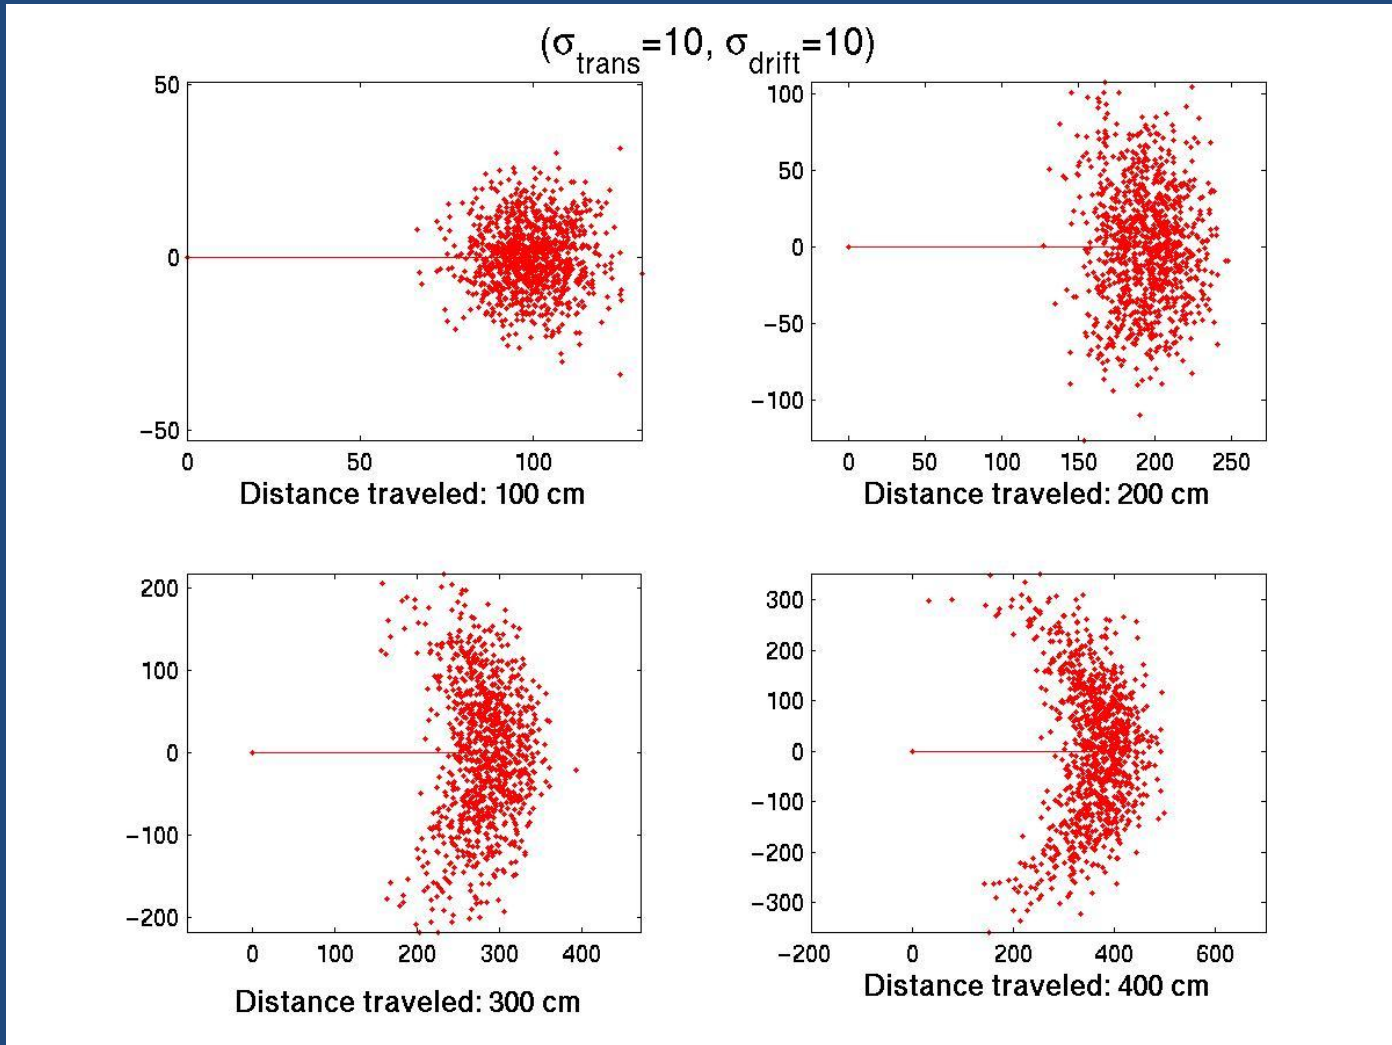 (σtrans=10, σdrift=10)
50
0
−50
0 50 100
Distance traveled: 100 cm
100
50
0
−50
−100
0 50 100 150 200 250
Distance traveled: 200 cm
200
100
0
−100
−200
0 100 200 300 400
Distance traveled: 300 cm
300
200
100
0
−100
−200
−300
−200 0 200 400 600
Distance traveled: 400 cm